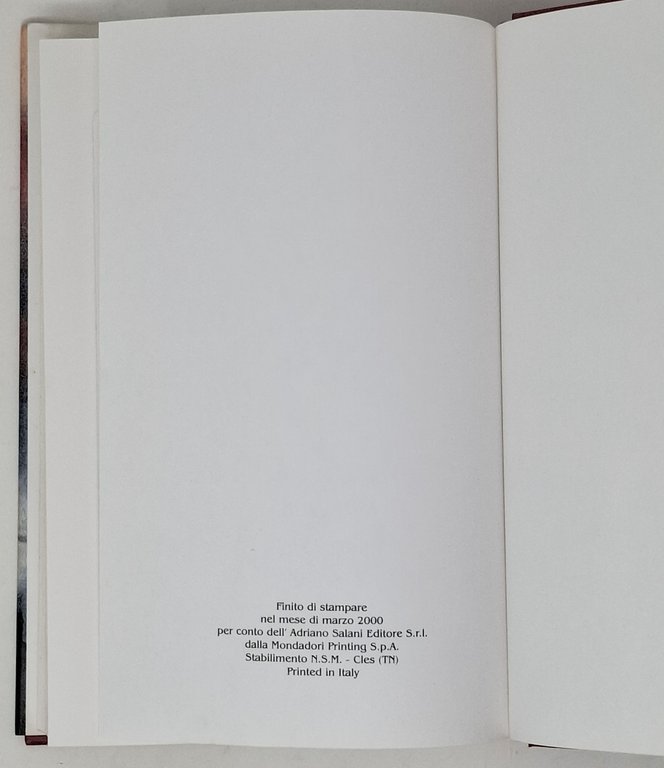 Finito di stampare
nel mese di marzo 2000
per conto dell' Adriano Salani Editore S.r.l.
dalla Mondadori Printing S.p.A.
Stabilimento N.S.M. - Cles (TN)
Printed in Italy